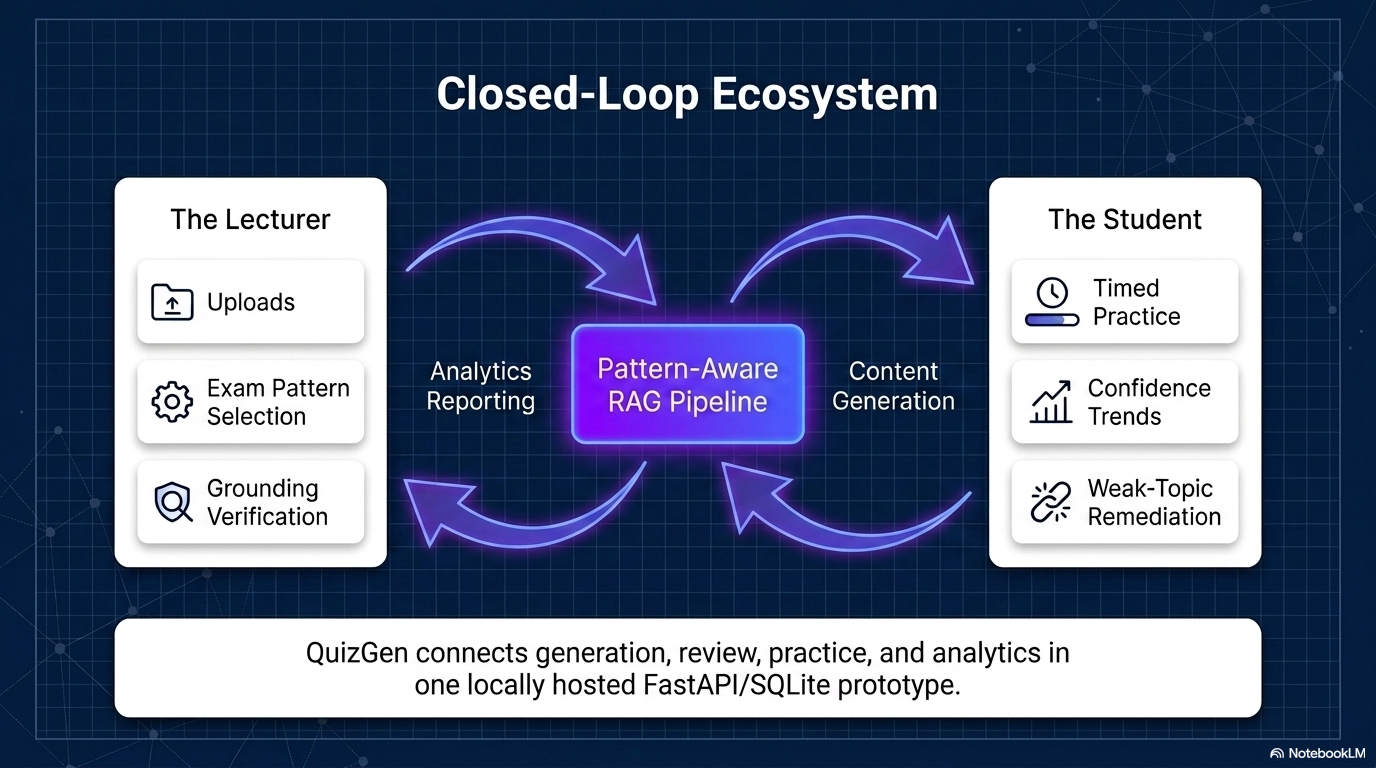 Closed-Loop Ecosystem
The Lecturer
Uploads
Exam Pattern
Selection
Grounding
Verification
Analytics
Reporting
Pattern-Aware
RAG Pipeline
Content
Generation
The Student
Timed
Practice
Confidence
Trends
Weak-Topic
Remediation
QuizGen connects generation, review, practice, and analytics in
one locally hosted FastAPI/SQLite prototype.
NotebookLM